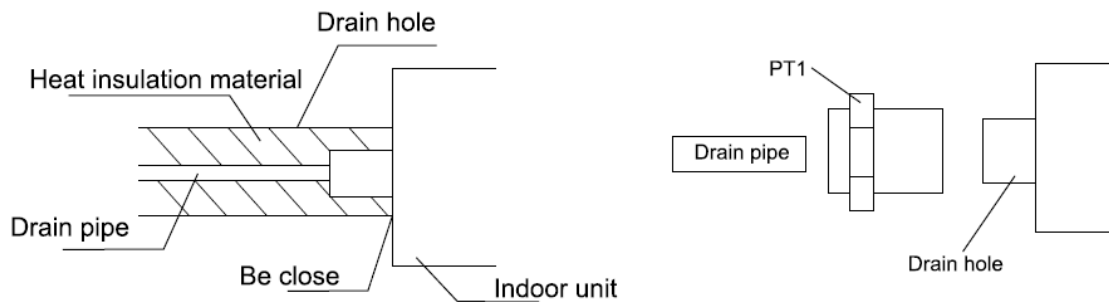 Drain hole
Heat insulation material
Drain pipe
Be close
Indoor unit
PT1
Drain pipe
Drain hole